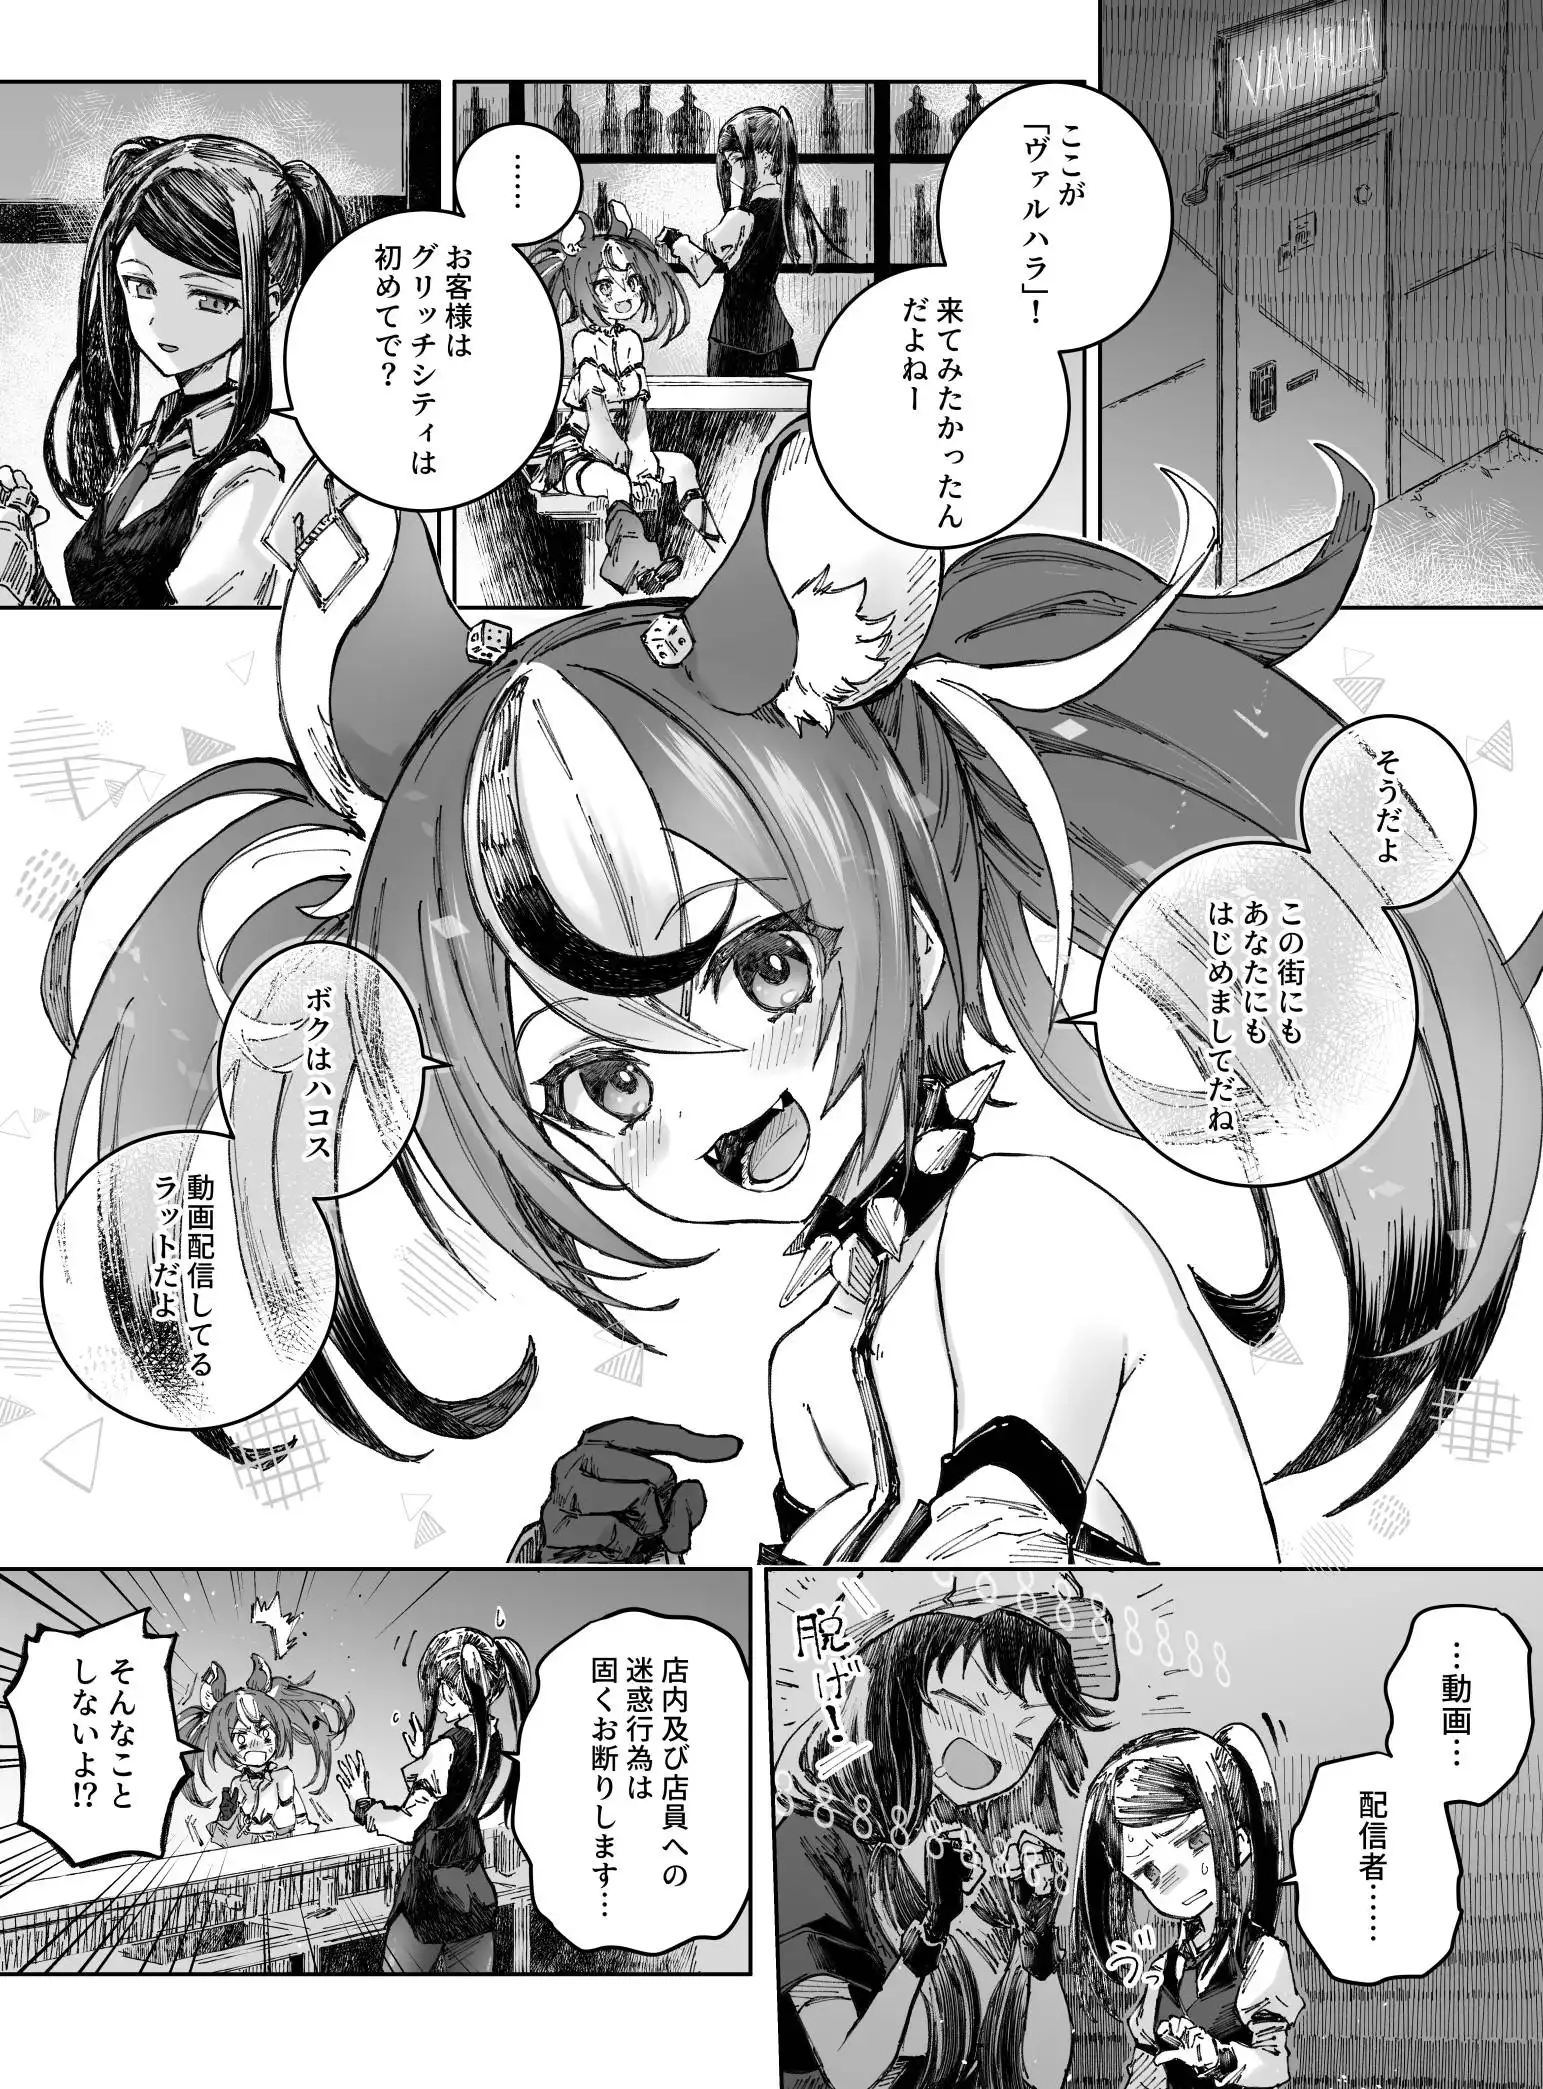 VALHALLA
ここが
「ヴァルハラ」！
来てみたかったん
だよねー
……
お客様は
グリッチシティは
初めてで？
そうだよ
この街にも
あなたにも
はじめましてだね
ボクはハコス
動画配信してる
ラットだよ
…動画…
配信者……
脱げ！
8888888888
8888888888
うっ
店内及び店員への
迷惑行為は
固くお断りします…
そんなこと
しないよ!?